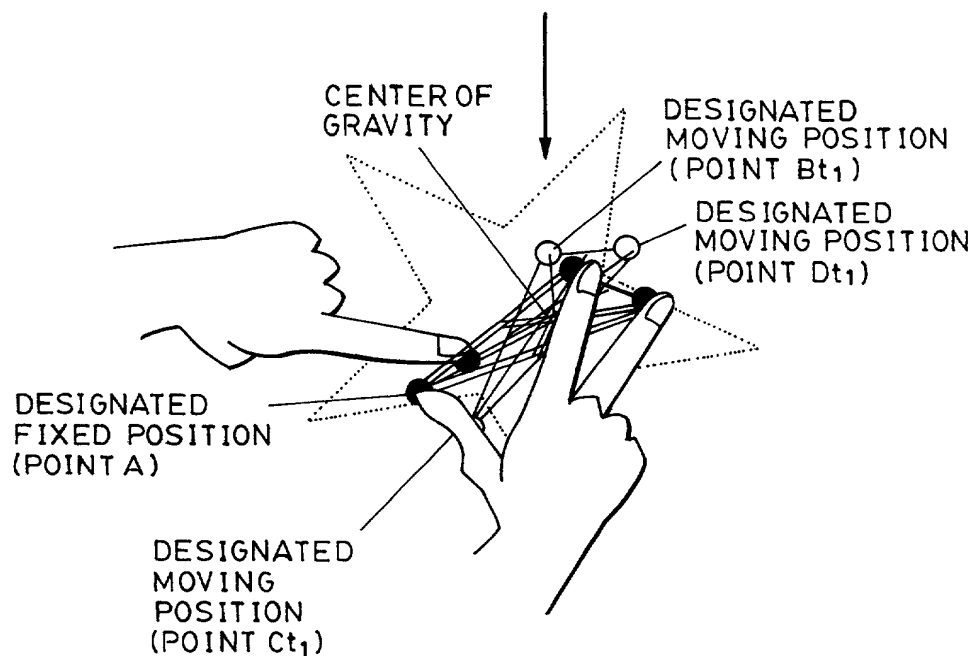 CENTER OF
GRAVITY
DESIGNATED
MOVING POSITION
(POINT Bt₁)
DESIGNATED
MOVING POSITION
(POINT Dt₁)
DESIGNATED
FIXED POSITION
(POINT A)
DESIGNATED
MOVING
POSITION
(POINT Ct₁)